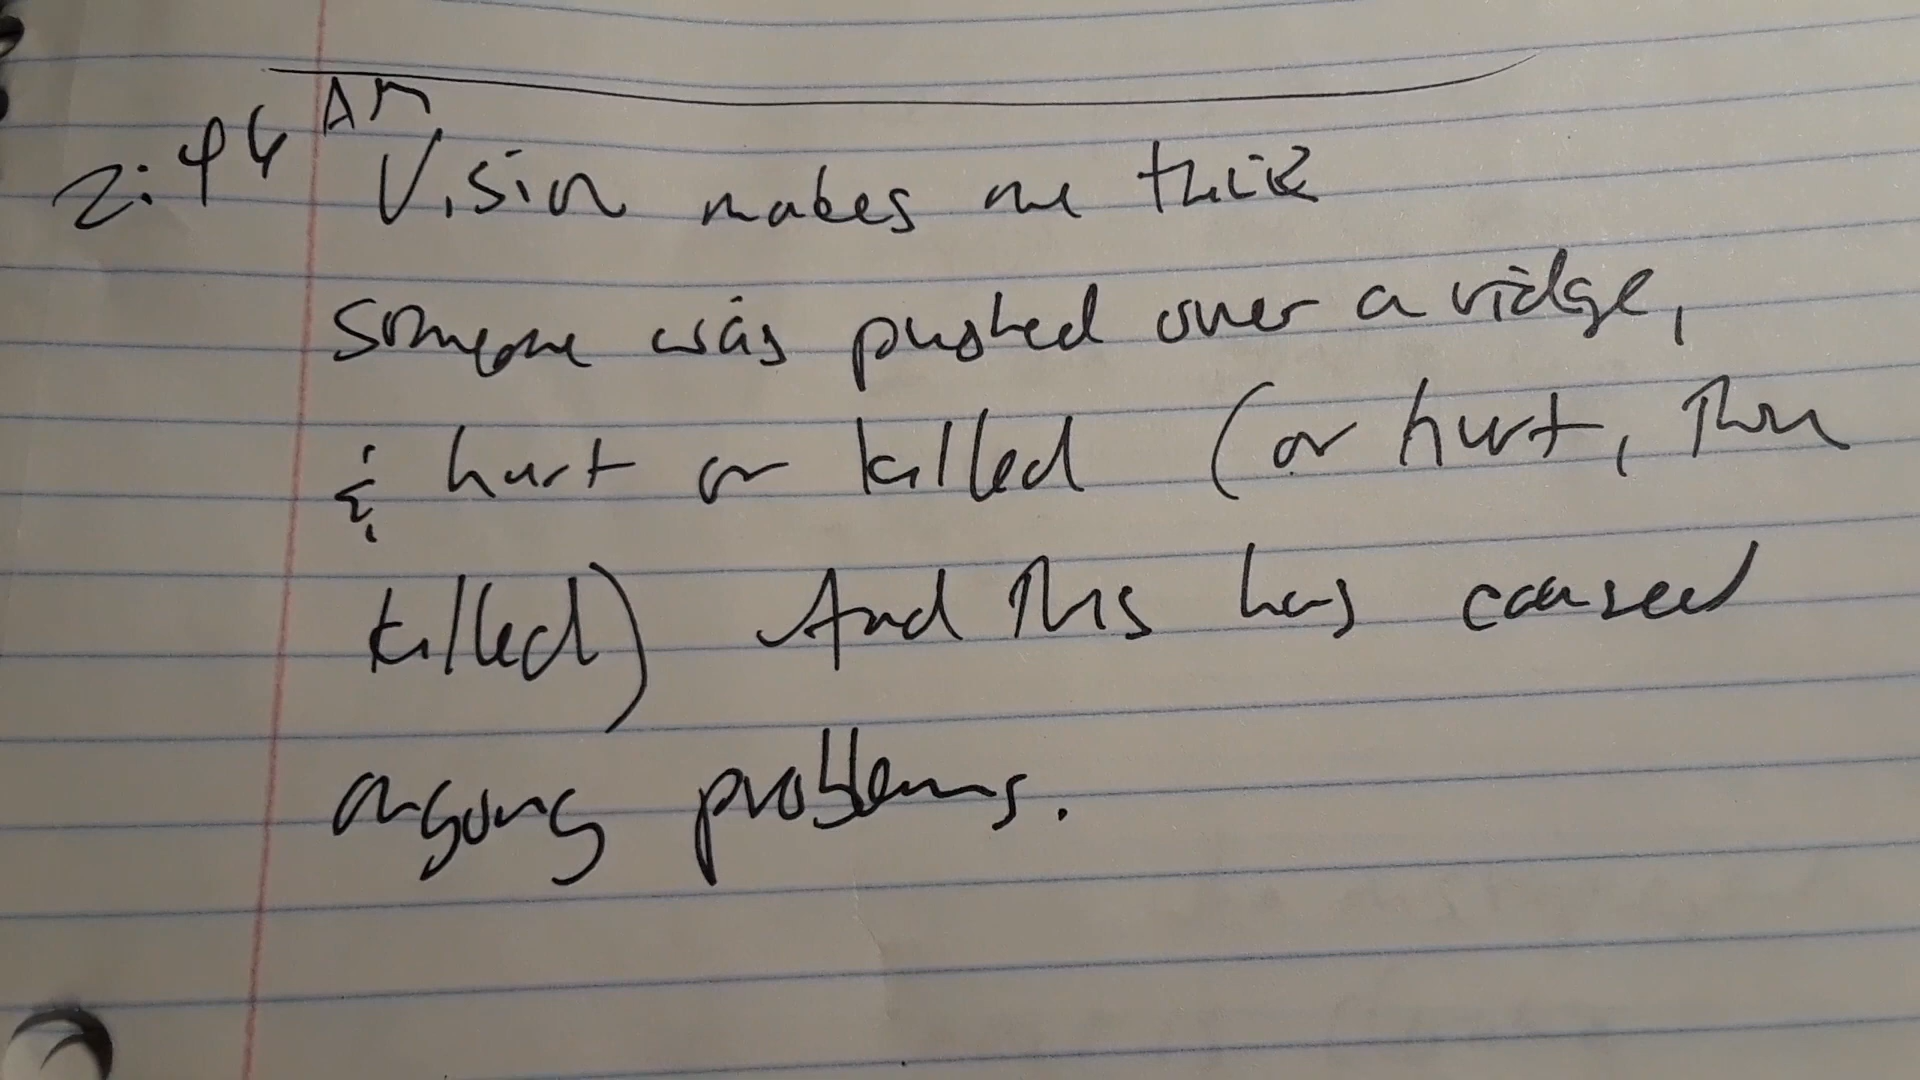 2:46 AM Vision makes me think
someone was pushed over a ridge,
& hurt or killed (or hurt, then
killed) And this has caused
ongoing problems.